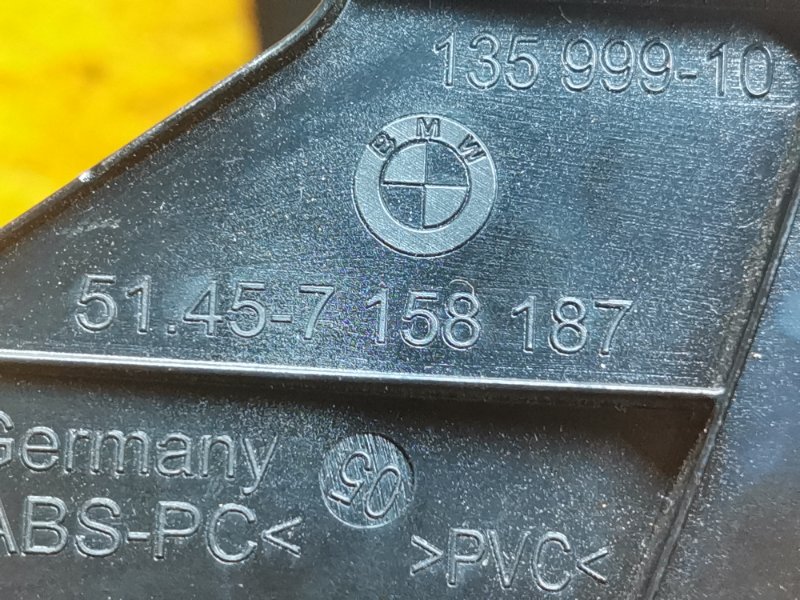 135 999-10
BMW
51.45-7 158 187
Germany
05
ABS-PC<
>PVC<